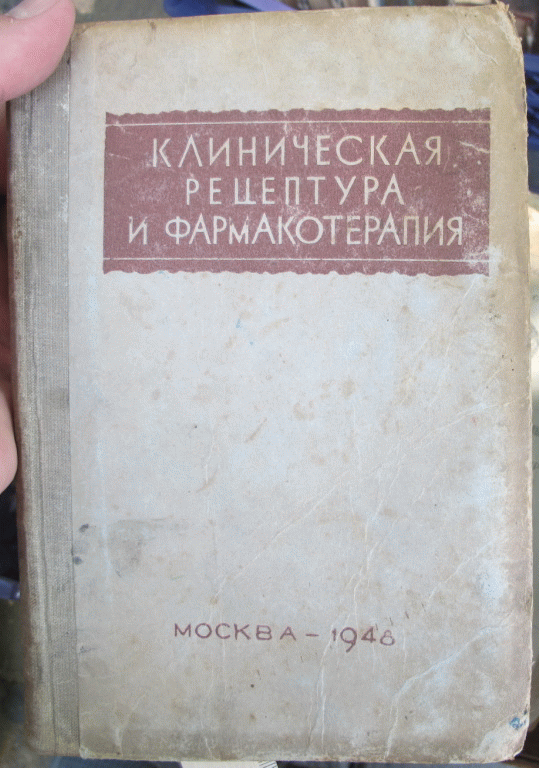 КЛИНИЧЕСКАЯ
РЕЦЕПТУРА
И ФАРМАКОТЕРАПИЯ
МОСКВА – 1948